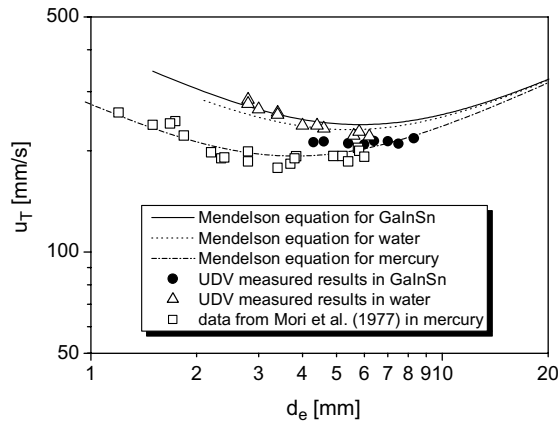 500
100
50
u_T [mm/s]
Mendelson equation for GaInSn
Mendelson equation for water
Mendelson equation for mercury
UDV measured results in GaInSn
UDV measured results in water
data from Mori et al. (1977) in mercury
1 2 3 4 5 6 7 8 9 10 20
d_e [mm]